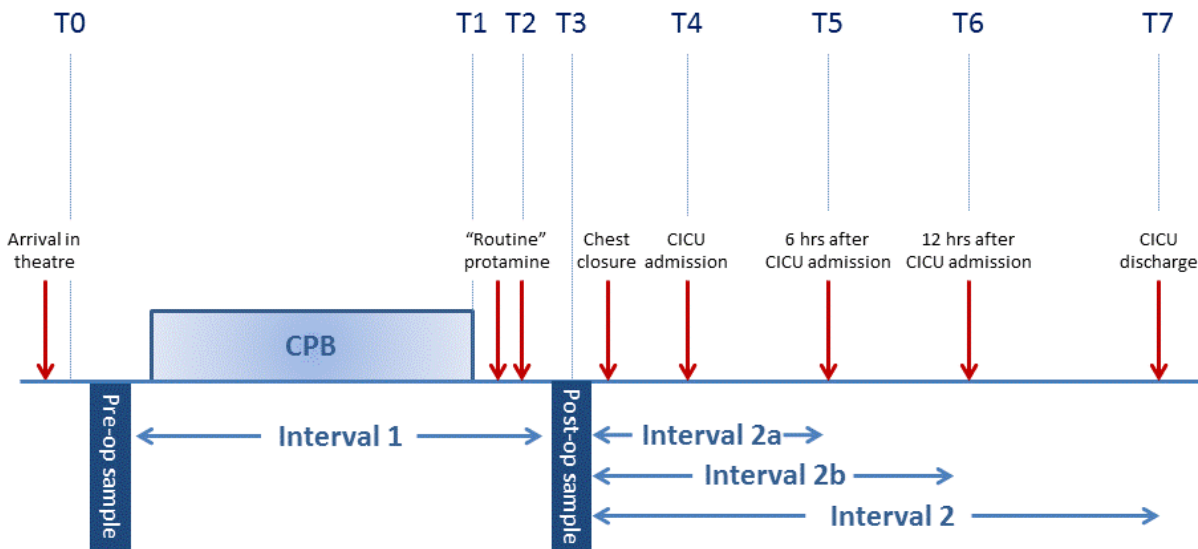 T0
T1
T2
T3
T4
T5
T6
T7
Arrival in
theatre
“Routine”
protamine
Chest
closure
CICU
admission
6 hrs after
CICU admission
12 hrs after
CICU admission
CICU
discharge
CPB
Pre-op sample
Post-op sample
Interval 1
Interval 2a
Interval 2b
Interval 2